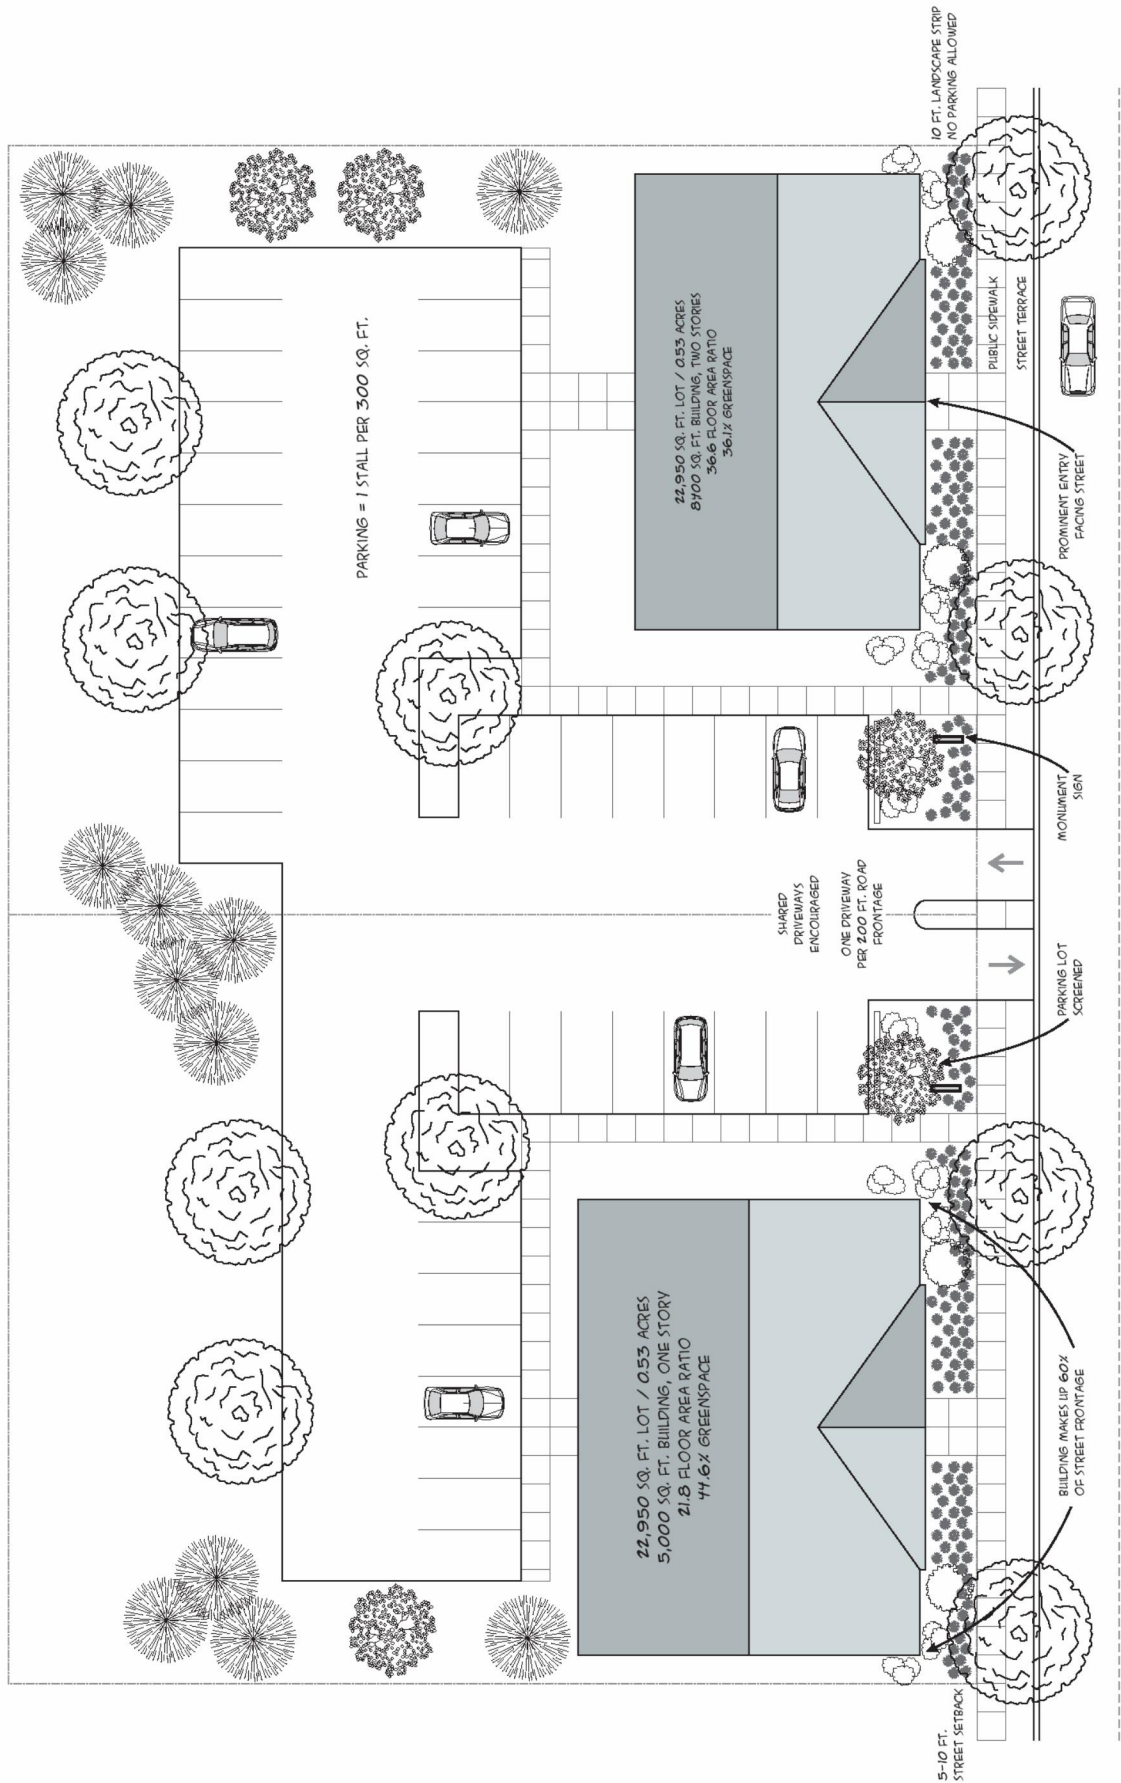 10 FT. LANDSCAPE STRIP
NO PARKING ALLOWED
PARKING = 1 STALL PER 300 SQ. FT.
22,950 SQ. FT. LOT / 0.53 ACRES
8400 SQ. FT. BUILDING, TWO STORIES
36.6 FLOOR AREA RATIO
36.1% GREENSPACE
PUBLIC SIDEWALK
STREET TERRACE
PROMINENT ENTRY
FACING STREET
MONUMENT
SIGN
SHARED
DRIVEWAYS
ENCOURAGED
ONE DRIVEWAY
PER 200 FT. ROAD
FRONTAGE
PARKING LOT
SCREENED
22,950 SQ. FT. LOT / 0.53 ACRES
5,000 SQ. FT. BUILDING, ONE STORY
21.8 FLOOR AREA RATIO
44.6% GREENSPACE
BUILDING MAKES UP 60%
OF STREET FRONTAGE
5-10 FT.
STREET SETBACK